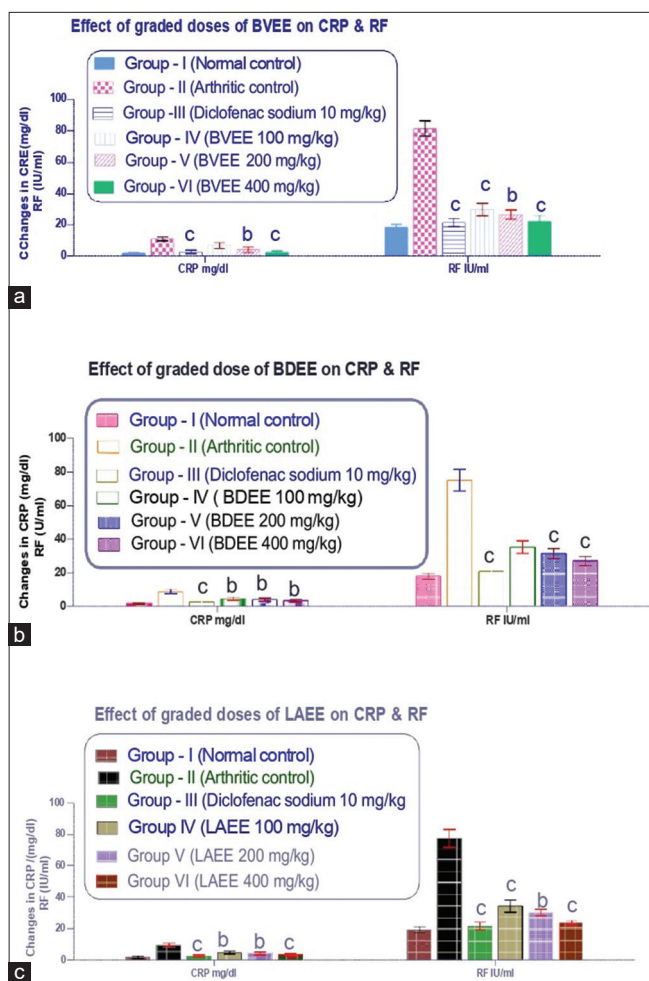 Effect of graded doses of BVEE on CRP & RF
Group - I (Normal control)
Group - II (Arthritic control)
Group -III (Diclofenac sodium 10 mg/kg)
Group - IV (BVEE 100 mg/kg)
Group - V (BVEE 200 mg/kg)
Group - VI (BVEE 400 mg/kg)
CChanges in CRE(mg/dl)
RF (IU/ml)
100
80
60
40
20
0
c b c
c c b c
CRP mg/dl
RF IU/ml
a
Effect of graded dose of BDEE on CRP & RF
Group - I (Normal control)
Group - II (Arthritic control)
Group -III (Diclofenac sodium 10 mg/kg)
Group - IV ( BDEE 100 mg/kg)
Group - V (BDEE 200 mg/kg)
Group - VI (BDEE 400 mg/kg)
Changes in CRP (mg/dl)
RF (IU/ml)
100
80
60
40
20
0
c b b b
c c c c
CRP mg/dl
RF IU/ml
b
Effect of graded doses of LAEE on CRP & RF
Group - I (Normal control)
Group - II (Arthritic control)
Group -III (Diclofenac sodium 10 mg/kg
Group IV (LAEE 100 mg/kg)
Group V (LAEE 200 mg/kg)
Group VI (LAEE 400 mg/kg)
Changes in CRP/(mg/dl)
RF (IU/ml)
100
80
60
40
20
0
c b b c
c c b c
CRP mg/dl
RF IU/ml
c